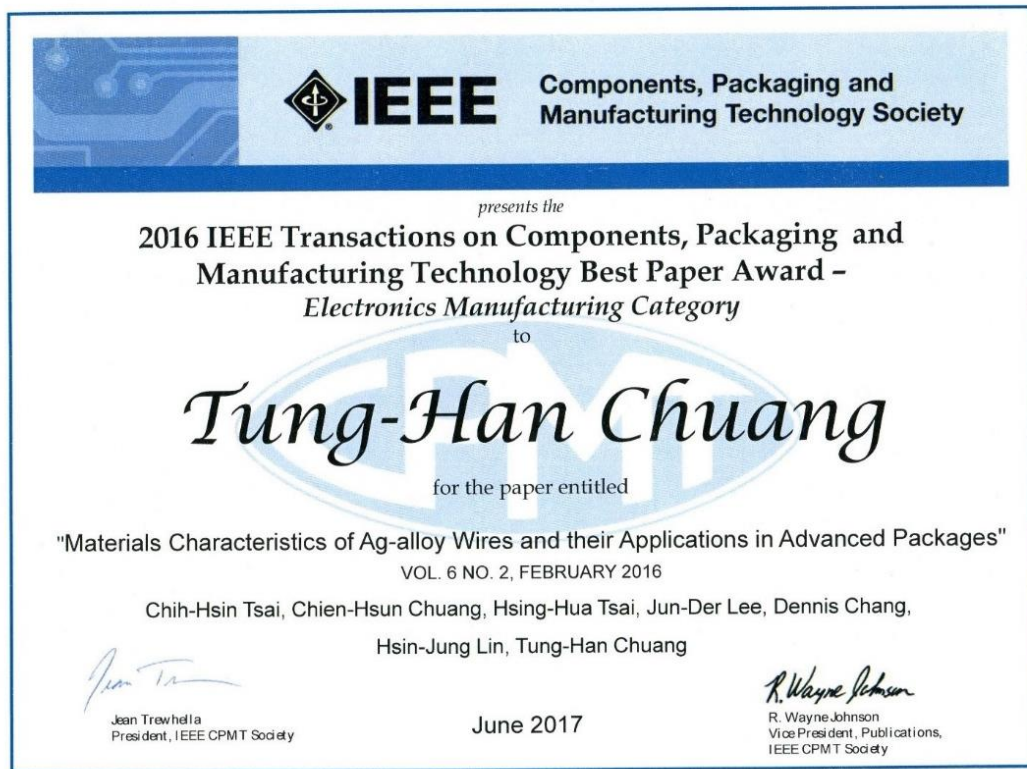 IEEE
Components, Packaging and
Manufacturing Technology Society
presents the
2016 IEEE Transactions on Components, Packaging and
Manufacturing Technology Best Paper Award –
Electronics Manufacturing Category
to
CPMT
Tung-Han Chuang
for the paper entitled
"Materials Characteristics of Ag-alloy Wires and their Applications in Advanced Packages"
VOL. 6 NO. 2, FEBRUARY 2016
Chih-Hsin Tsai, Chien-Hsun Chuang, Hsing-Hua Tsai, Jun-Der Lee, Dennis Chang,
Hsin-Jung Lin, Tung-Han Chuang
R. Wayne Johnson
Jean Trewhella
President, IEEE CPMT Society
June 2017
R. Wayne Johnson
Vice President, Publications,
IEEE CPMT Society